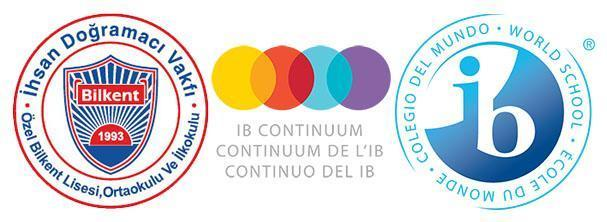 İhsan Doğramacı Vakfı
Bilkent
1993
Özel Bilkent Lisesi,Ortaokulu Ve İlkokulu
IB CONTINUUM
CONTINUUM DE L'IB
CONTINUO DEL IB
COLEGIO DEL MUNDO · WORLD SCHOOL · ÉCOLE DU MONDE ·
ib
®